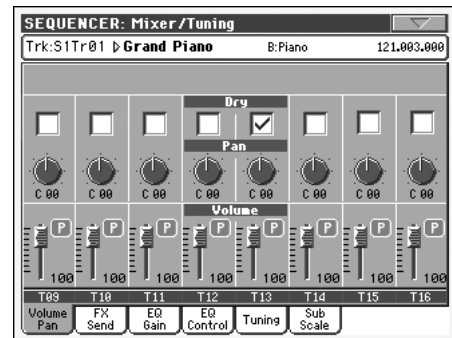 SEQUENCER: Mixer/Tuning
Trk:S1Tr01 Grand Piano B:Piano 121.003.000
Dry
Pan
C 00 C 00 C 00 C 00 C 00 C 00 C 00 C 00
Volume
P P P P P P P P
100 100 100 100 100 100 100 100
T09 T10 T11 T12 T13 T14 T15 T16
Volume Pan FX Send EQ Gain EQ Control Tuning Sub Scale